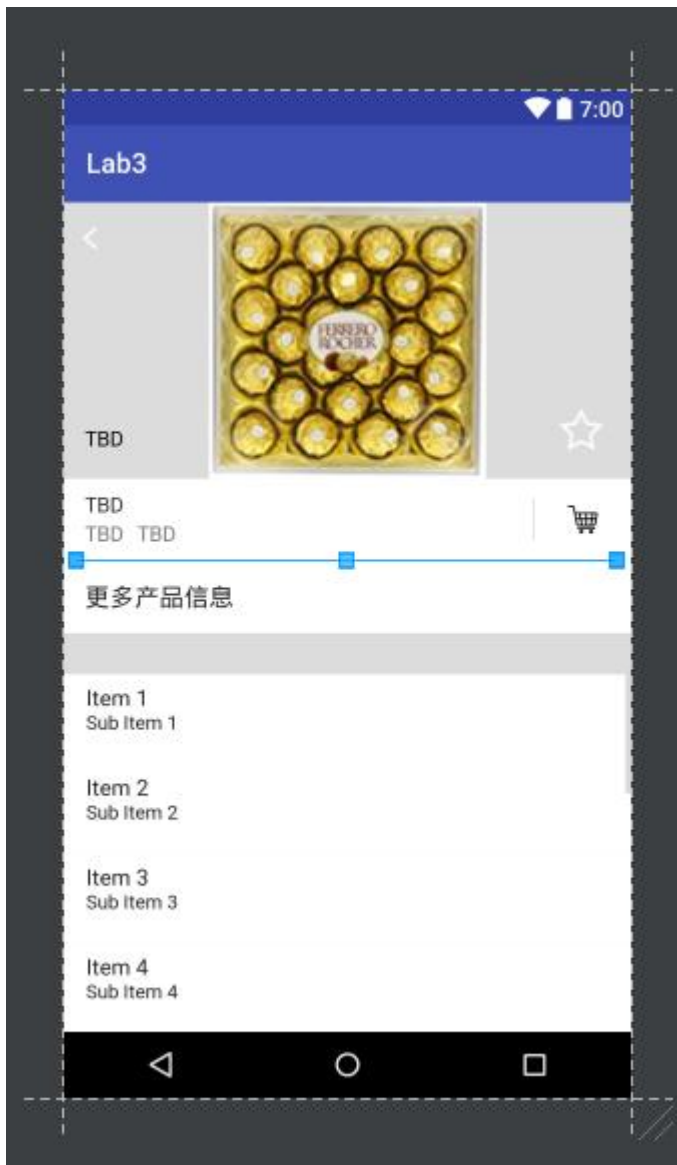 7:00
Lab3
FERRERO
ROCHER
TBD
TBD
TBD TBD
更多产品信息
Item 1
Sub Item 1
Item 2
Sub Item 2
Item 3
Sub Item 3
Item 4
Sub Item 4